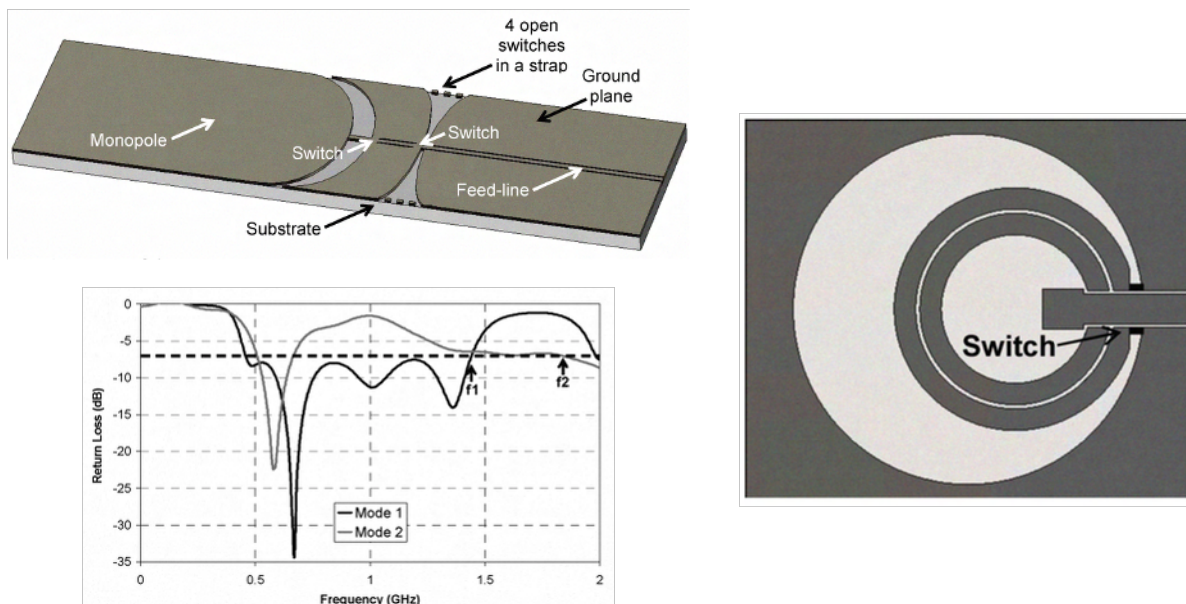 4 open
switches
in a strap
Ground
plane
Monopole
Switch
Switch
Feed-line
Substrate
Switch
0
-5
-10
-15
-20
-25
-30
-35
Return Loss (dB)
f1
f2
Mode 1
Mode 2
0
0.5
1
1.5
2
Frequency (GHz)